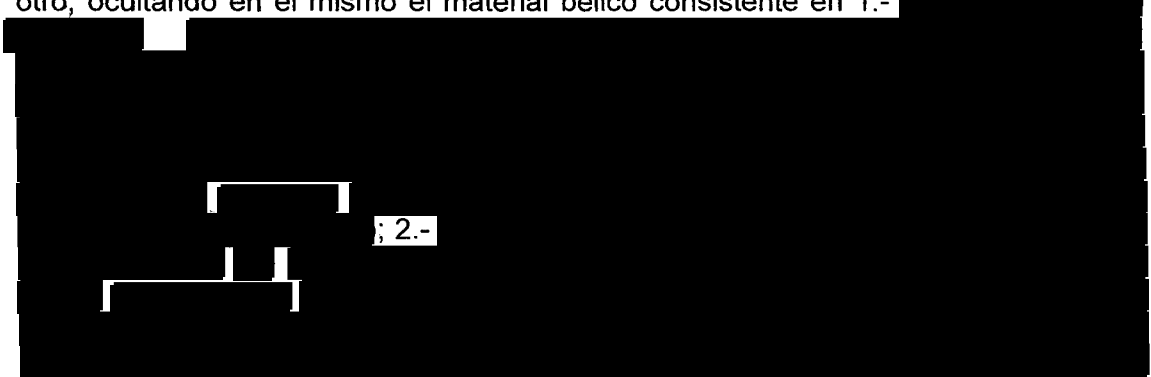 otro, ocultando en el mismo el material bélico consistente en 1.-
); 2.-